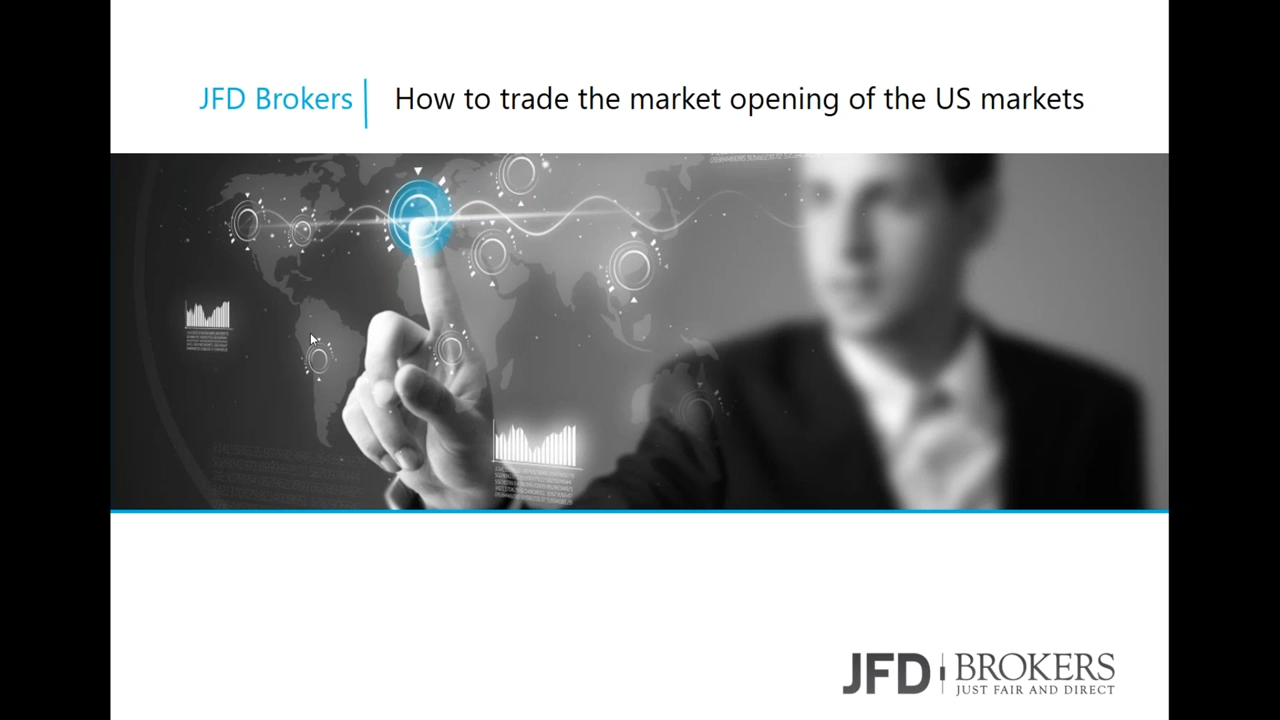 JFD Brokers | How to trade the market opening of the US markets
JFD BROKERS
JUST FAIR AND DIRECT